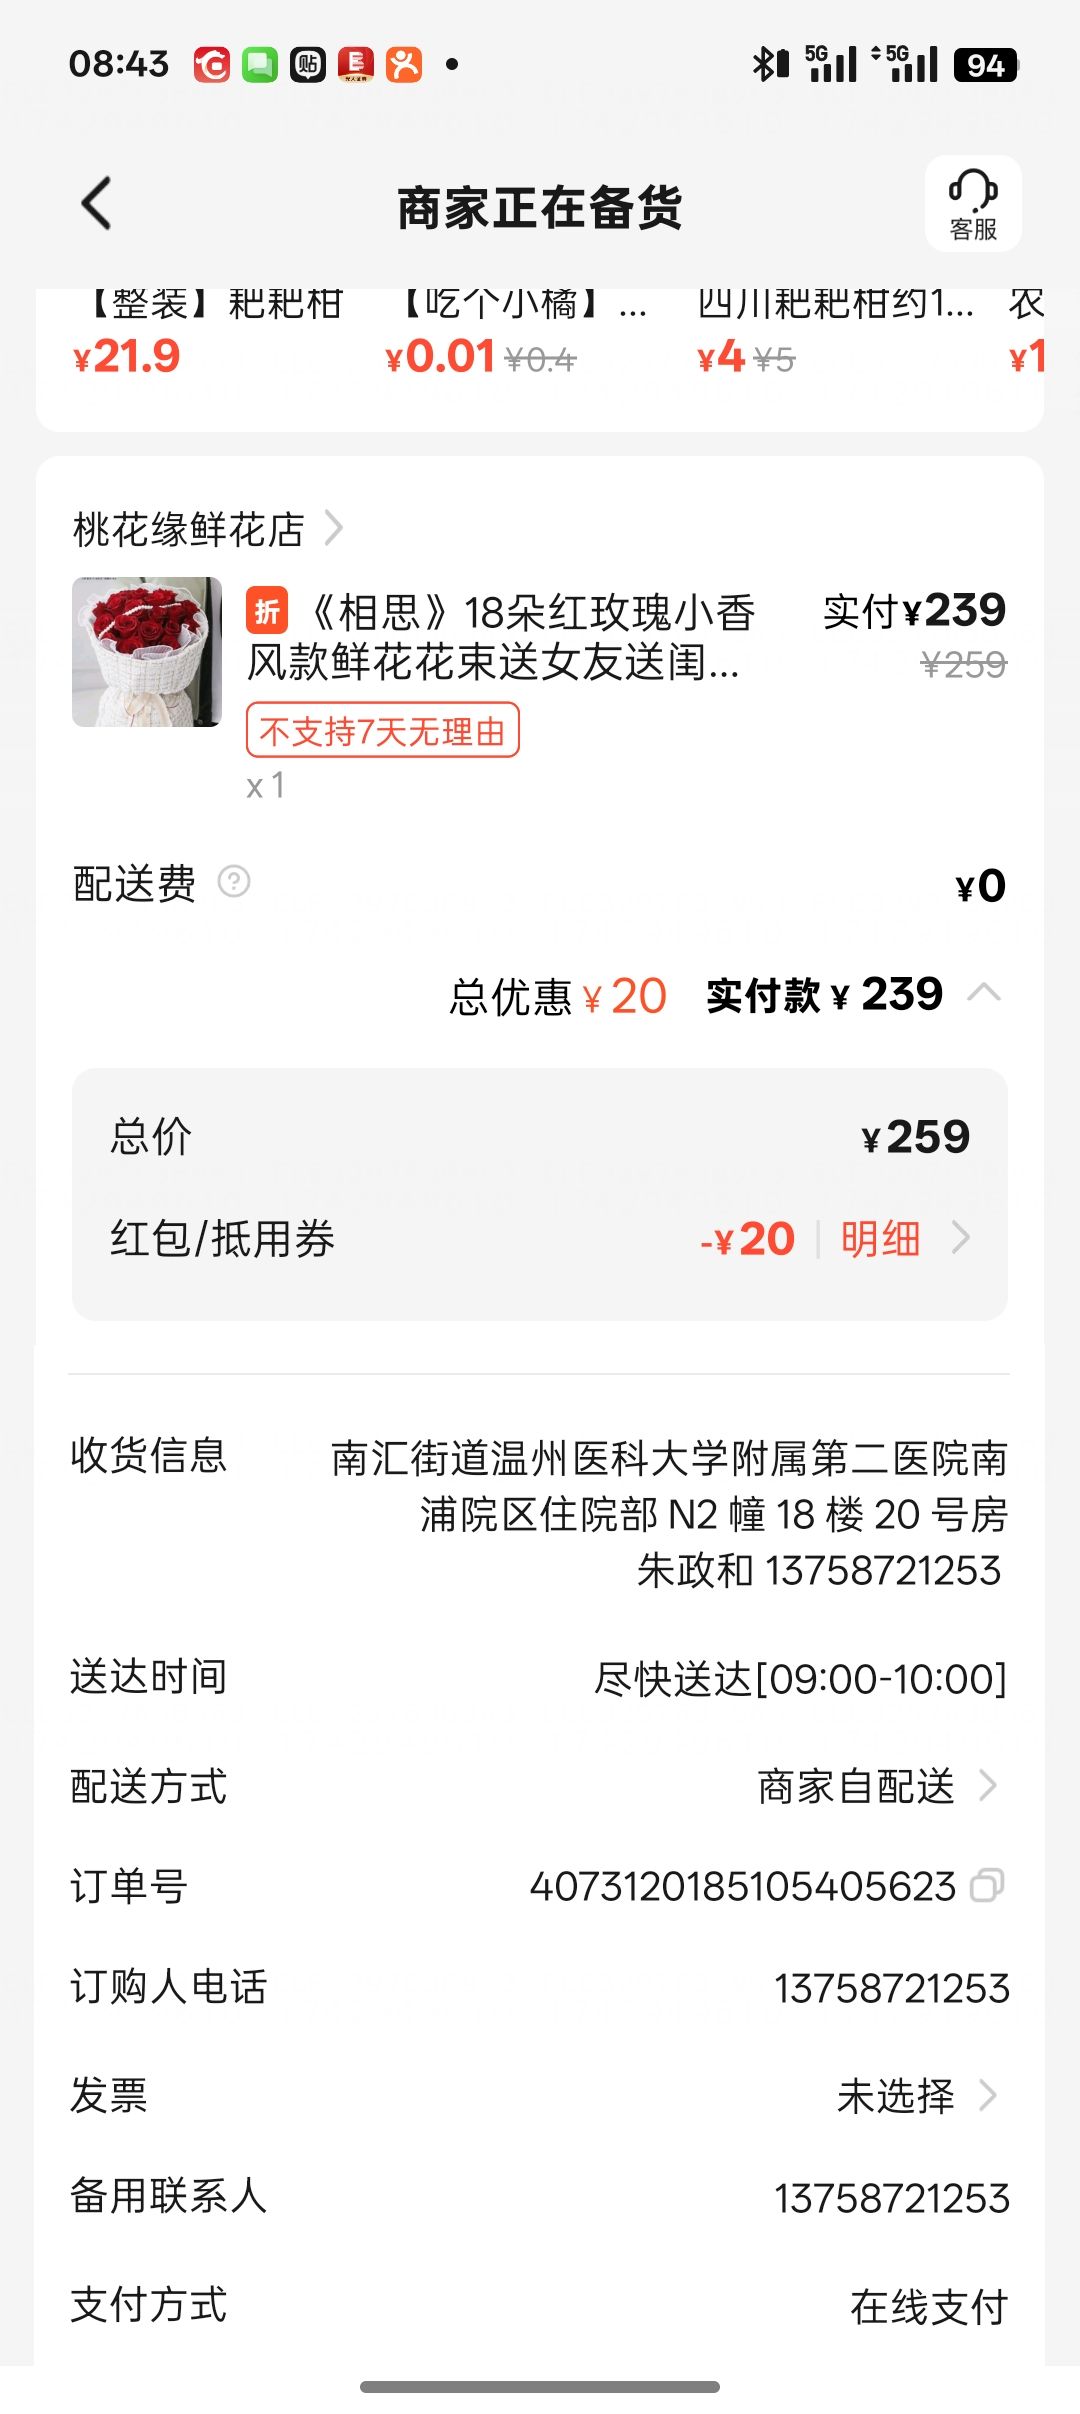 08:43
贴
5G
5G
94
商家正在备货
客服
【整装】耙耙柑
【吃个小橘】...
四川耙耙柑约1...
农
¥21.9
¥0.01 ¥0.4
¥4 ¥5
¥1
桃花缘鲜花店
折 《相思》18朵红玫瑰小香
风款鲜花花束送女友送闺...
实付¥239
¥259
不支持7天无理由
x 1
配送费
¥0
总优惠 ¥ 20 实付款 ¥ 239
总价
¥259
红包/抵用券
-¥20
明细
收货信息
南汇街道温州医科大学附属第二医院南
浦院区住院部 N2 幢 18 楼 20 号房
朱政和 13758721253
送达时间
尽快送达[09:00-10:00]
配送方式
商家自配送
订单号
4073120185105405623
订购人电话
13758721253
发票
未选择
备用联系人
13758721253
支付方式
在线支付